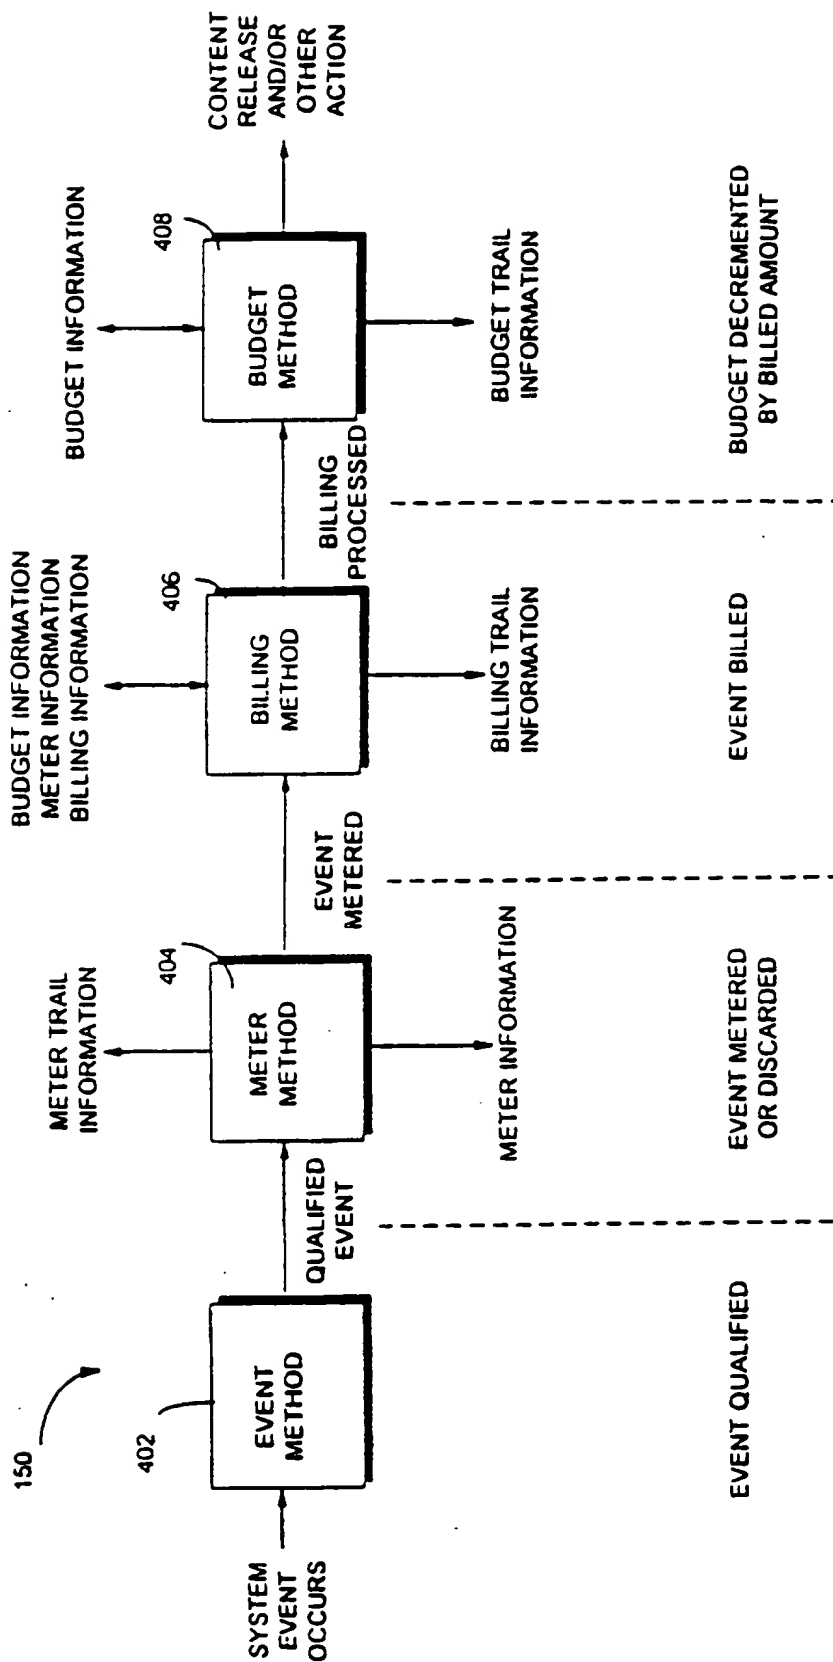 150
SYSTEM
EVENT
OCCURS
402
EVENT
METHOD
QUALIFIED
EVENT
EVENT QUALIFIED
METER TRAIL
INFORMATION
404
METER
METHOD
METER INFORMATION
EVENT
METERED
EVENT METERED
OR DISCARDED
BUDGET INFORMATION
METER INFORMATION
BILLING INFORMATION
406
BILLING
METHOD
BILLING TRAIL
INFORMATION
BILLING
PROCESSED
EVENT BILLED
BUDGET INFORMATION
408
BUDGET
METHOD
BUDGET TRAIL
INFORMATION
CONTENT
RELEASE
AND/OR
OTHER
ACTION
BUDGET DECREMENTED
BY BILLED AMOUNT